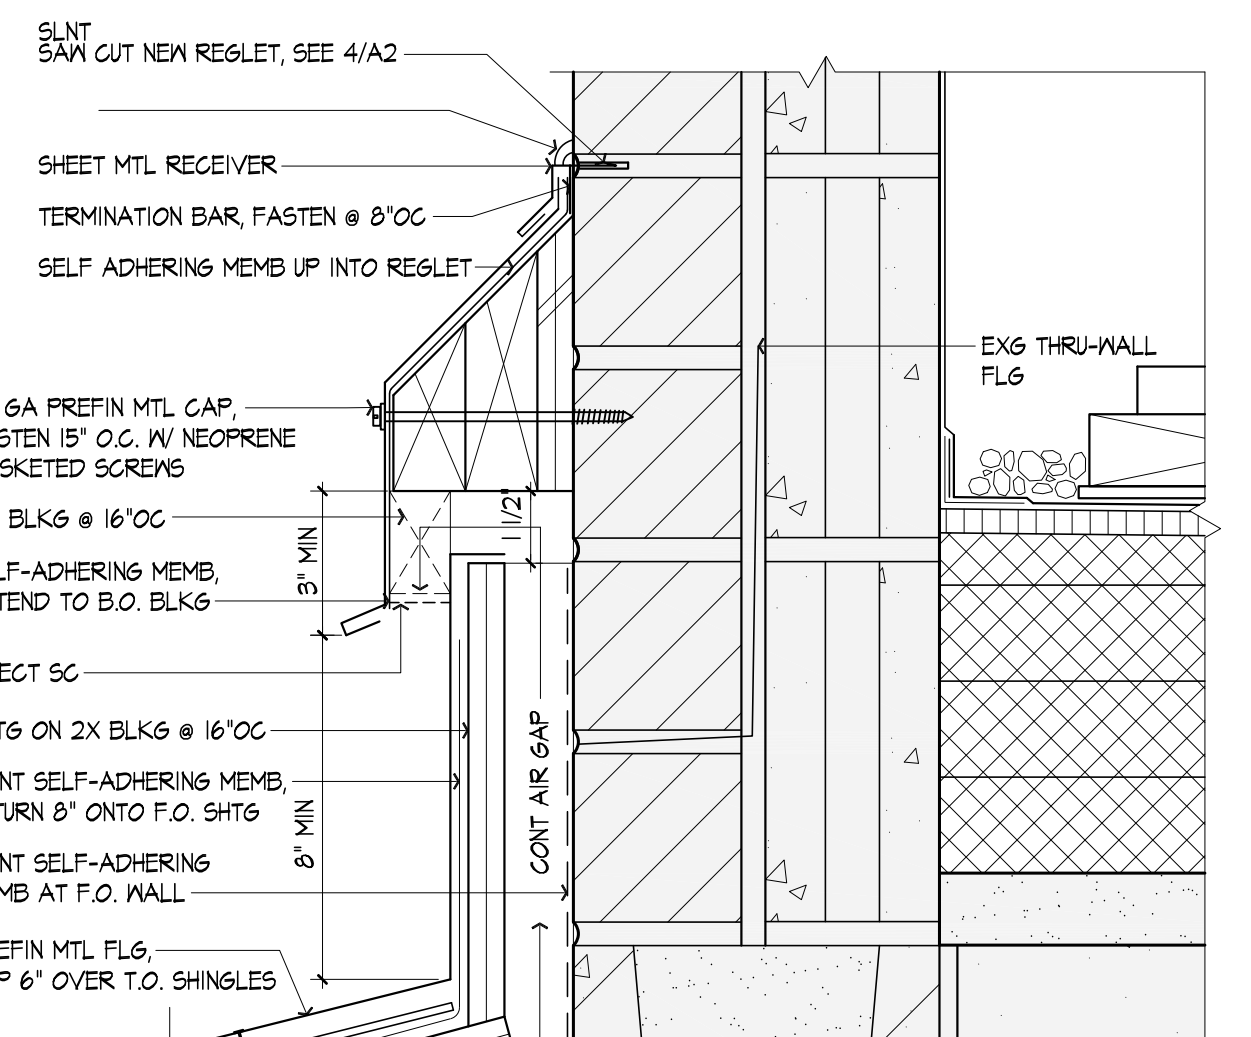 SLNT
SAW CUT NEW REGLET, SEE 4/A2
SHEET MTL RECEIVER
TERMINATION BAR, FASTEN @ 8"OC
SELF ADHERING MEMB UP INTO REGLET
EXG THRU-WALL
FLG
GA PREFIN MTL CAP,
STEN 15" O.C. W/ NEOPRENE
SKETED SCREWS
BLKG @ 16"OC
1 1/2"
3" MIN
LF-ADHERING MEMB,
TEND TO B.O. BLKG
ECT SC
TG ON 2X BLKG @ 16"OC
NT SELF-ADHERING MEMB,
TURN 8" ONTO F.O. SHTG
8" MIN
CONT AIR GAP
NT SELF-ADHERING
MB AT F.O. WALL
EFIN MTL FLG,
P 6" OVER T.O. SHINGLES